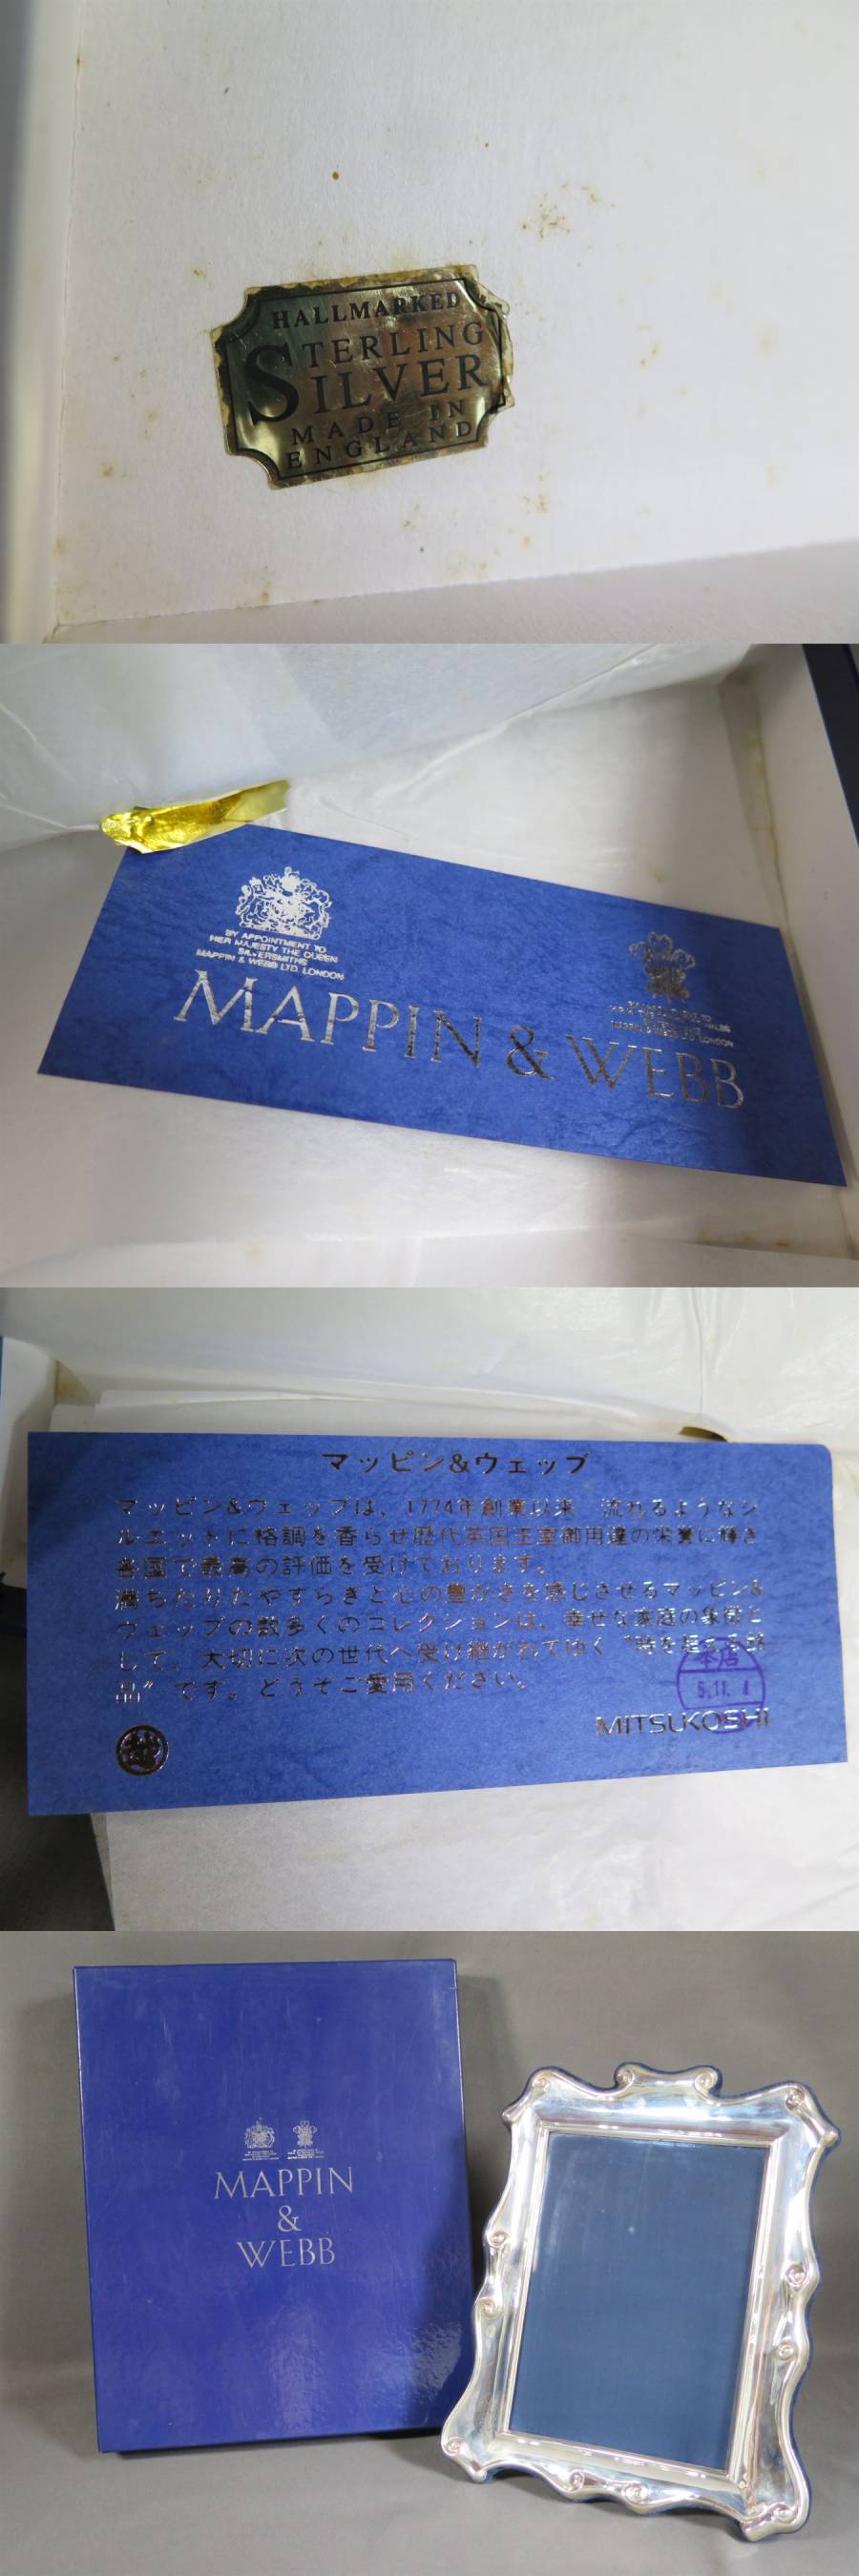 HALLMARKED
STERLING
SILVER
MADE IN
ENGLAND
BY APPOINTMENT TO
HER MAJESTY THE QUEEN
SILVERSMITHS
MAPPIN & WEBB LTD. LONDON
MAPPIN & WEBB
マッピン&ウェッブ
マッピン&ウェッブは、1774年創業以来 流れるようなシ
ルエットに格調を香らせ歴代英国王室御用達の栄誉に輝き
各国で最高の評価を受けております。
満ちたりたやすらぎと心の豊かさを感じさせるマッピン&
ウェッブの数多くのコレクションは、幸せな家庭の象徴と
して、大切に次の世代へ受け継がれてゆく "時を超える部
品" です。どうぞご愛用ください。
本店
5.11. 4
MITSUKOSHI
MAPPIN
&
WEBB